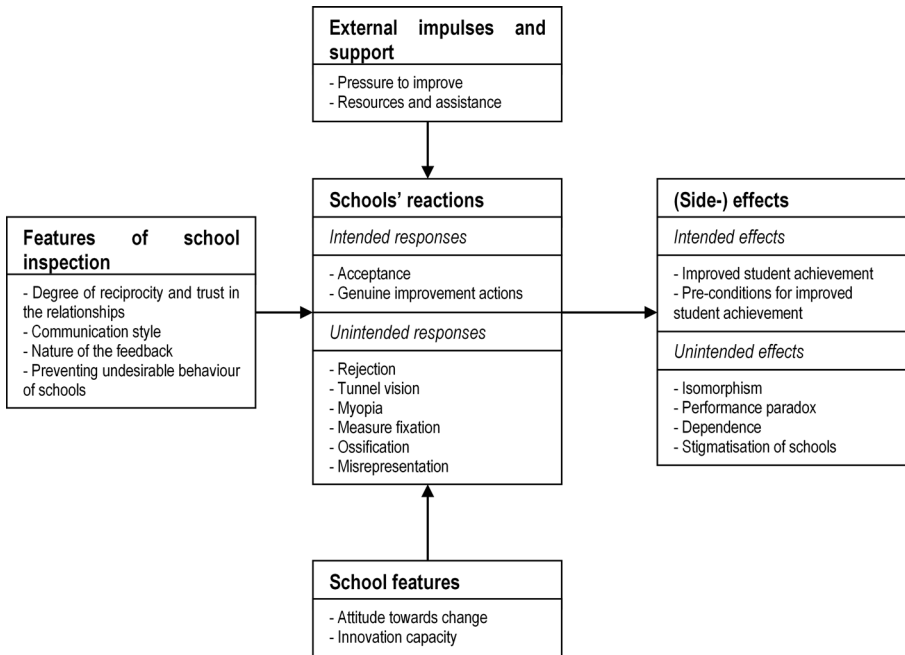 External impulses and
support
- Pressure to improve
- Resources and assistance
Features of school
inspection
- Degree of reciprocity and trust in
the relationships
- Communication style
- Nature of the feedback
- Preventing undesirable behaviour
of schools
Schools' reactions
Intended responses
- Acceptance
- Genuine improvement actions
Unintended responses
- Rejection
- Tunnel vision
- Myopia
- Measure fixation
- Ossification
- Misrepresentation
(Side-) effects
Intended effects
- Improved student achievement
- Pre-conditions for improved
student achievement
Unintended effects
- Isomorphism
- Performance paradox
- Dependence
- Stigmatisation of schools
School features
- Attitude towards change
- Innovation capacity